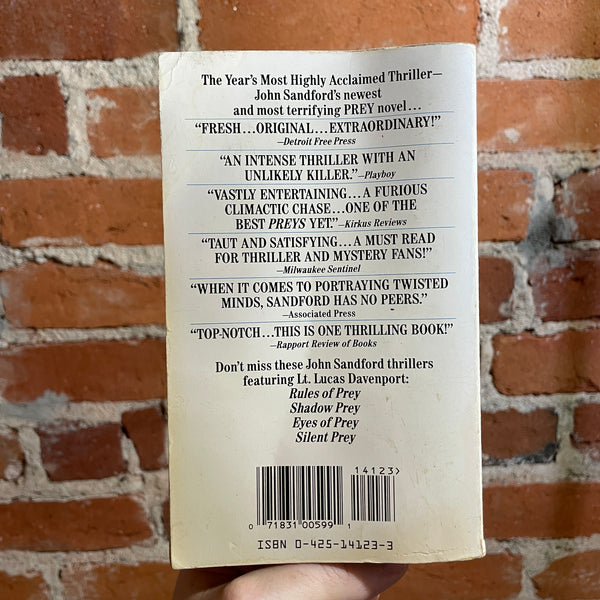 The Year's Most Highly Acclaimed Thriller—
John Sandford's newest
and most terrifying PREY novel...
“FRESH...ORIGINAL...EXTRAORDINARY!”
—Detroit Free Press
“AN INTENSE THRILLER WITH AN
UNLIKELY KILLER.”—Playboy
“VASTLY ENTERTAINING...A FURIOUS
CLIMACTIC CHASE...ONE OF THE
BEST PREYS YET.”—Kirkus Reviews
“TAUT AND SATISFYING...A MUST READ
FOR THRILLER AND MYSTERY FANS!”
—Milwaukee Sentinel
“WHEN IT COMES TO PORTRAYING TWISTED
MINDS, SANDFORD HAS NO PEERS.”
—Associated Press
“TOP-NOTCH...THIS IS ONE THRILLING BOOK!”
—Rapport Review of Books
Don't miss these John Sandford thrillers
featuring Lt. Lucas Davenport:
Rules of Prey
Shadow Prey
Eyes of Prey
Silent Prey
14123>
0 71831 00599 1
ISBN 0-425-14123-3